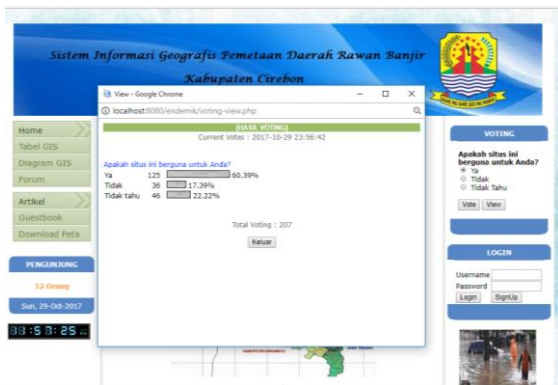 Sistem Informasi Geografis Pemetaan Daerah Rawan Banjir
Kabupaten Cirebon
View - Google Chrome
localhost:8080/endemik/voting-view.php
[HASIL VOTING]
Current Votes : 2017-10-29 23:56:42
Apakah situs ini berguna untuk Anda?
Ya 125 60.39%
Tidak 36 17.39%
Tidak tahu 46 22.22%
Total Voting : 207
Keluar
Home
Tabel GIS
Diagram GIS
Forum
Artikel
Guestbook
Download Peta
PENGUNJUNG
12 Orang
Sun, 29-Oct-2017
VOTING
Apakah situs ini
berguna untuk Anda?
Ya
Tidak
Tidak Tahu
Vote View
LOGIN
Username
Password
Login SignUp